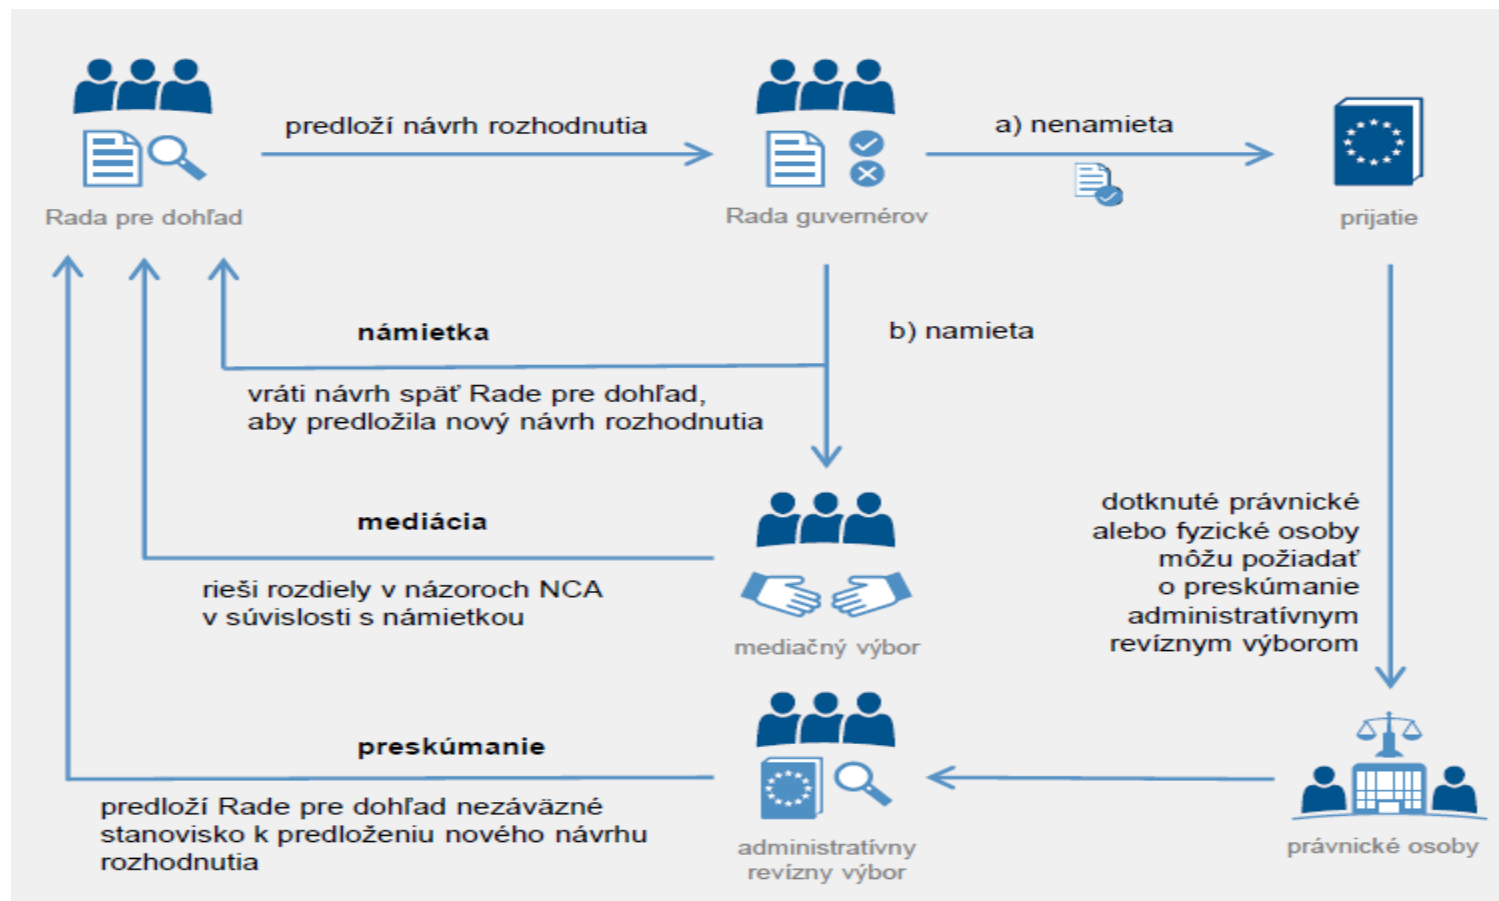 predloží návrh rozhodnutia
a) nenamieta
Rada pre dohľad
Rada guvernérov
prijatie
námietka
b) namieta
vráti návrh späť Rade pre dohľad,
aby predložila nový návrh rozhodnutia
mediácia
rieši rozdiely v názoroch NCA
v súvislosti s námietkou
mediačný výbor
dotknuté právnické
alebo fyzické osoby
môžu požiadať
o preskúmanie
administratívnym
revíznym výborom
preskúmanie
predloží Rade pre dohľad nezáväzné
stanovisko k predloženiu nového návrhu
rozhodnutia
administratívny
revízny výbor
právnické osoby